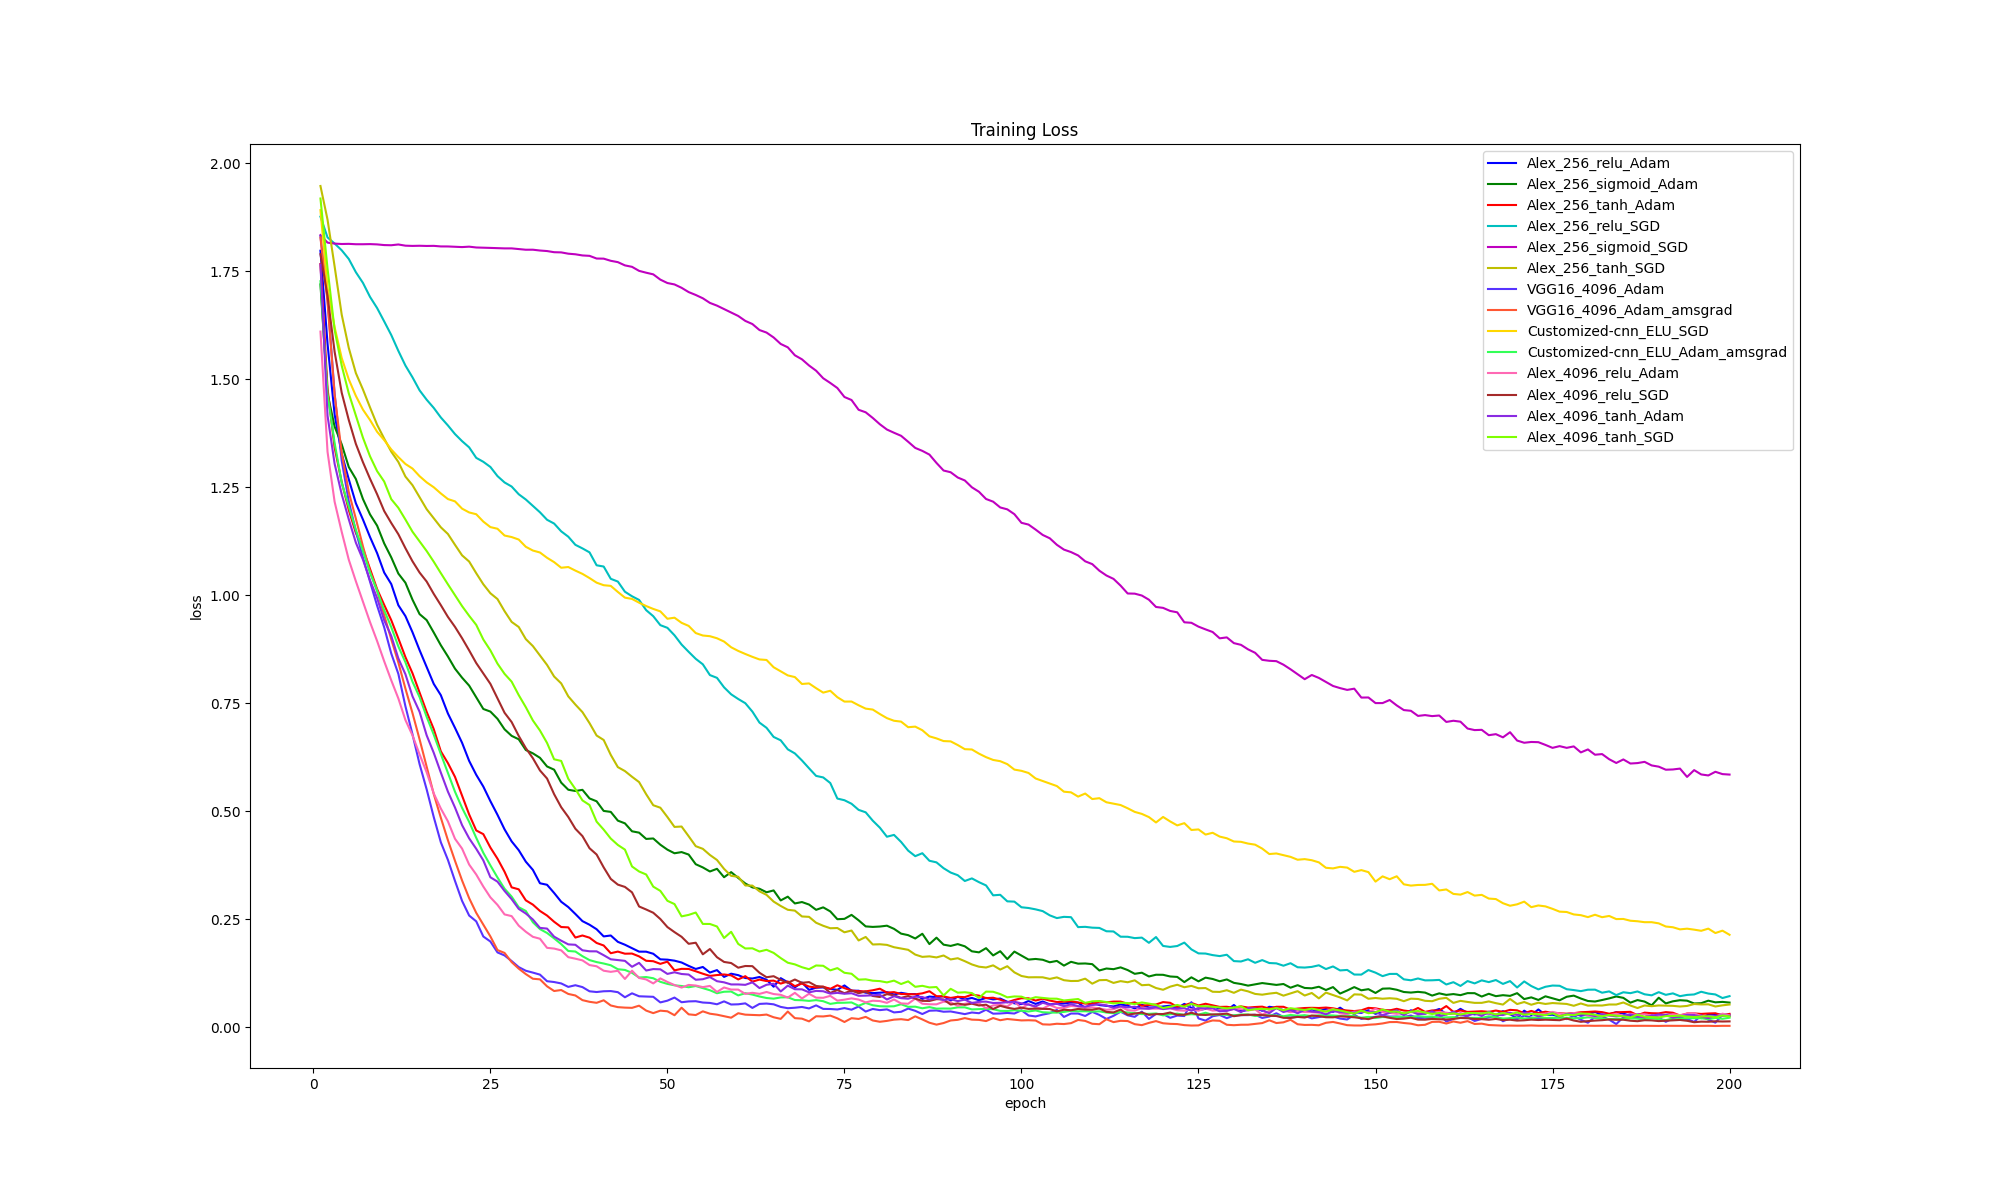 Training Loss
2.00
1.75
1.50
1.25
1.00
0.75
0.50
0.25
0.00
loss
Alex_256_relu_Adam
Alex_256_sigmoid_Adam
Alex_256_tanh_Adam
Alex_256_relu_SGD
Alex_256_sigmoid_SGD
Alex_256_tanh_SGD
VGG16_4096_Adam
VGG16_4096_Adam_amsgrad
Customized-cnn_ELU_SGD
Customized-cnn_ELU_Adam_amsgrad
Alex_4096_relu_Adam
Alex_4096_relu_SGD
Alex_4096_tanh_Adam
Alex_4096_tanh_SGD
0 25 50 75 100 125 150 175 200
epoch